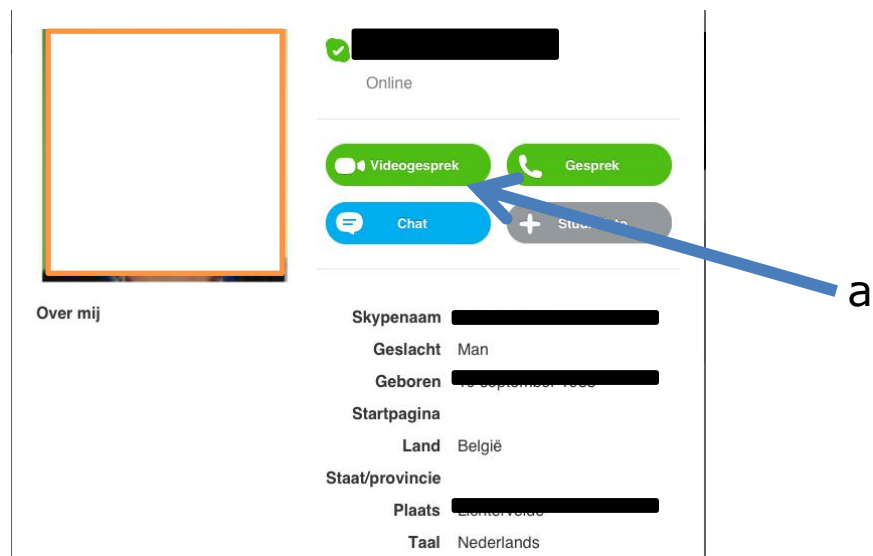 Online
Videogesprek
Gesprek
Chat
a
Over mij
Skypenaam
Geslacht Man
Geboren
Startpagina
Land België
Staat/provincie
Plaats
Taal Nederlands